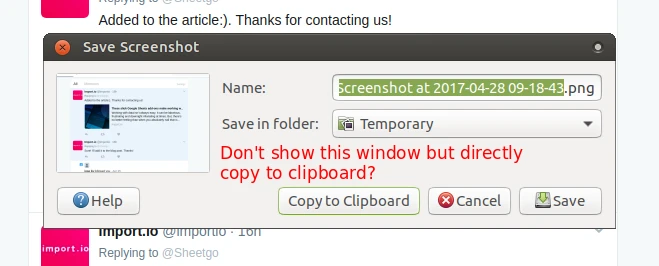 Replying to @Sheetgo
Added to the article:). Thanks for contacting us!
Save Screenshot
Name:
Screenshot at 2017-04-28 09-18-43.png
Save in folder:
Temporary
Don't show this window but directly
copy to clipboard?
Help
Copy to Clipboard
Cancel
Save
import.io @importio · 16h
import.io
Replying to @Sheetgo